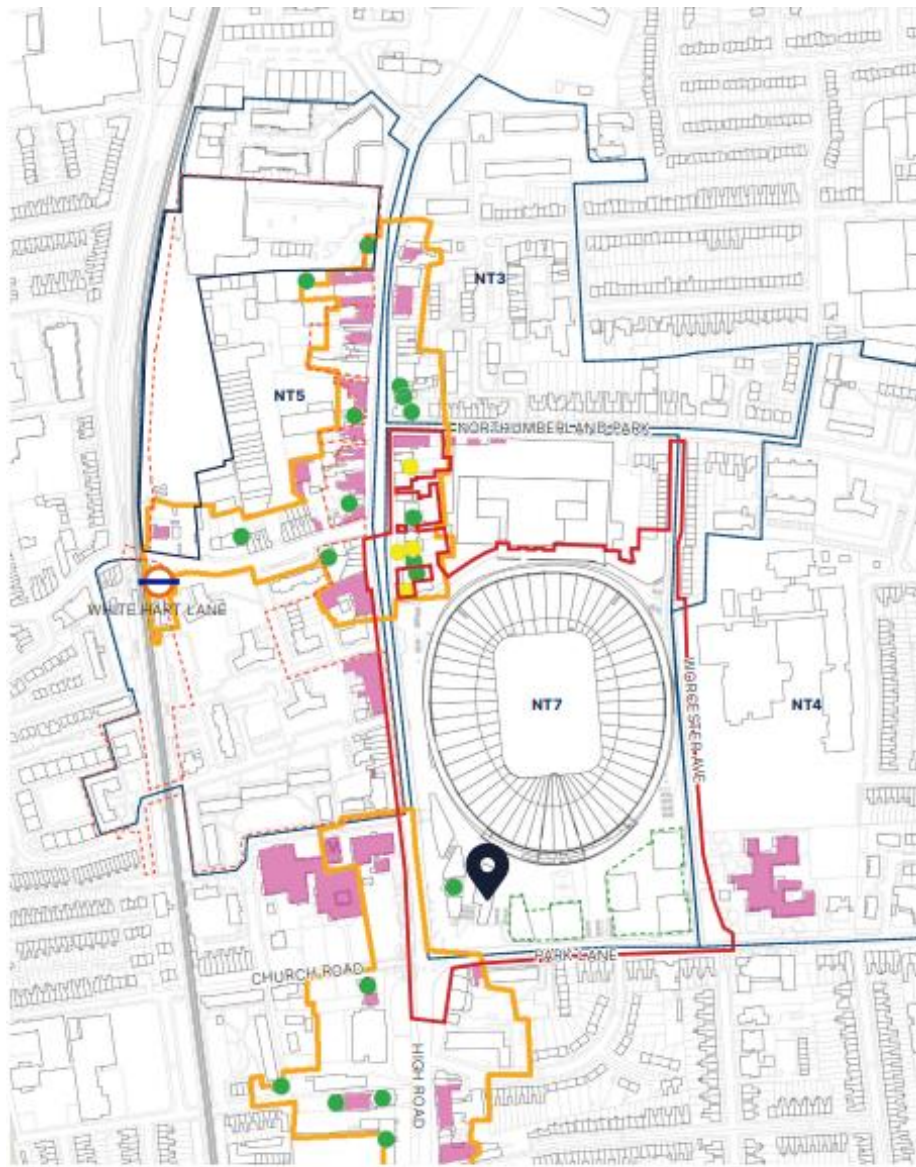 NT3
NT5
NORTHUMBERLAND PARK
WHITE HART LANE
NT7
WORCESTER AVE
NT4
PARK LANE
CHURCH ROAD
HIGH ROAD